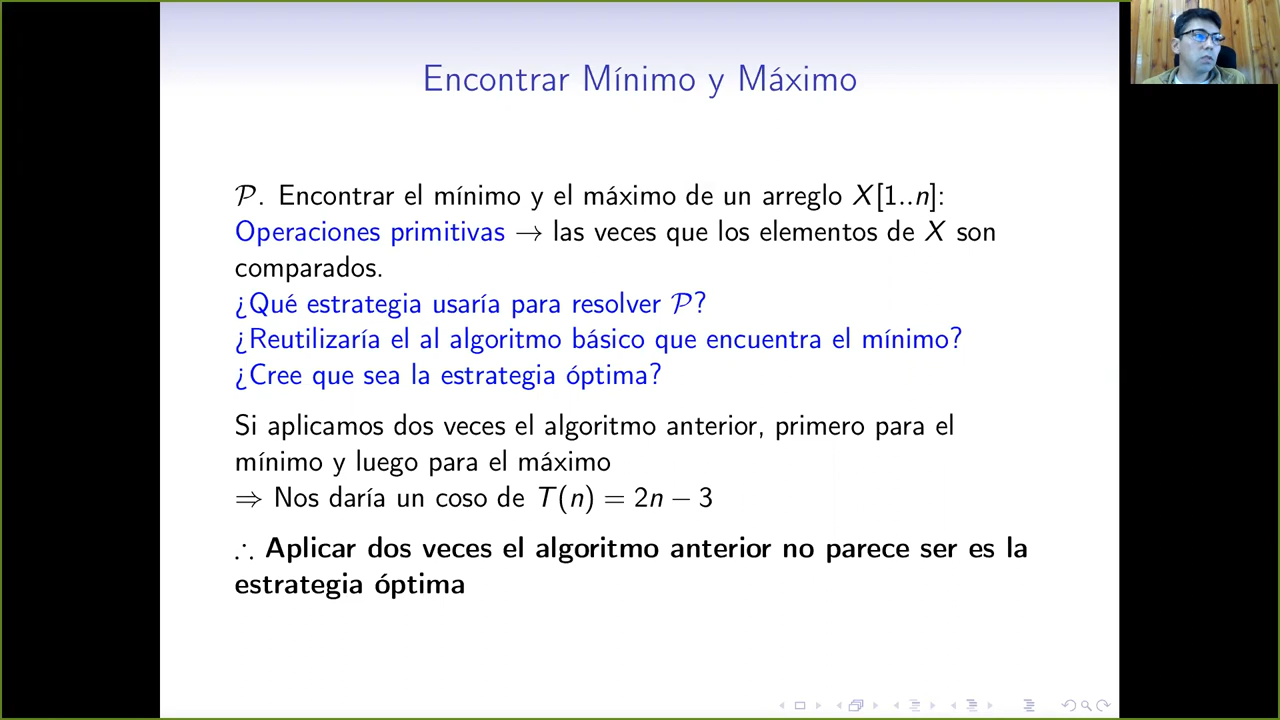 Encontrar Mínimo y Máximo
𝒫. Encontrar el mínimo y el máximo de un arreglo X[1..n]:
Operaciones primitivas → las veces que los elementos de X son
comparados.
¿Qué estrategia usaría para resolver 𝒫?
¿Reutilizaría el al algoritmo básico que encuentra el mínimo?
¿Cree que sea la estrategia óptima?
Si aplicamos dos veces el algoritmo anterior, primero para el
mínimo y luego para el máximo
⇒ Nos daría un coso de T(n) = 2n − 3
∴ Aplicar dos veces el algoritmo anterior no parece ser es la
estrategia óptima